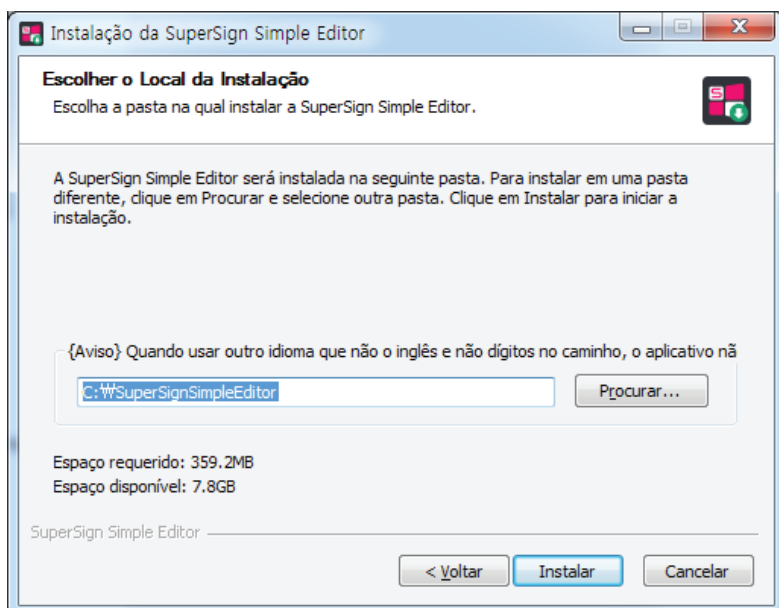 Instalação da SuperSign Simple Editor
Escolher o Local da Instalação
Escolha a pasta na qual instalar a SuperSign Simple Editor.
S
A SuperSign Simple Editor será instalada na seguinte pasta. Para instalar em uma pasta
diferente, clique em Procurar e selecione outra pasta. Clique em Instalar para iniciar a
instalação.
{Aviso} Quando usar outro idioma que não o inglês e não dígitos no caminho, o aplicativo nã
C:₩SuperSignSimpleEditor
Procurar...
Espaço requerido: 359.2MB
Espaço disponível: 7.8GB
SuperSign Simple Editor
< Voltar
Instalar
Cancelar